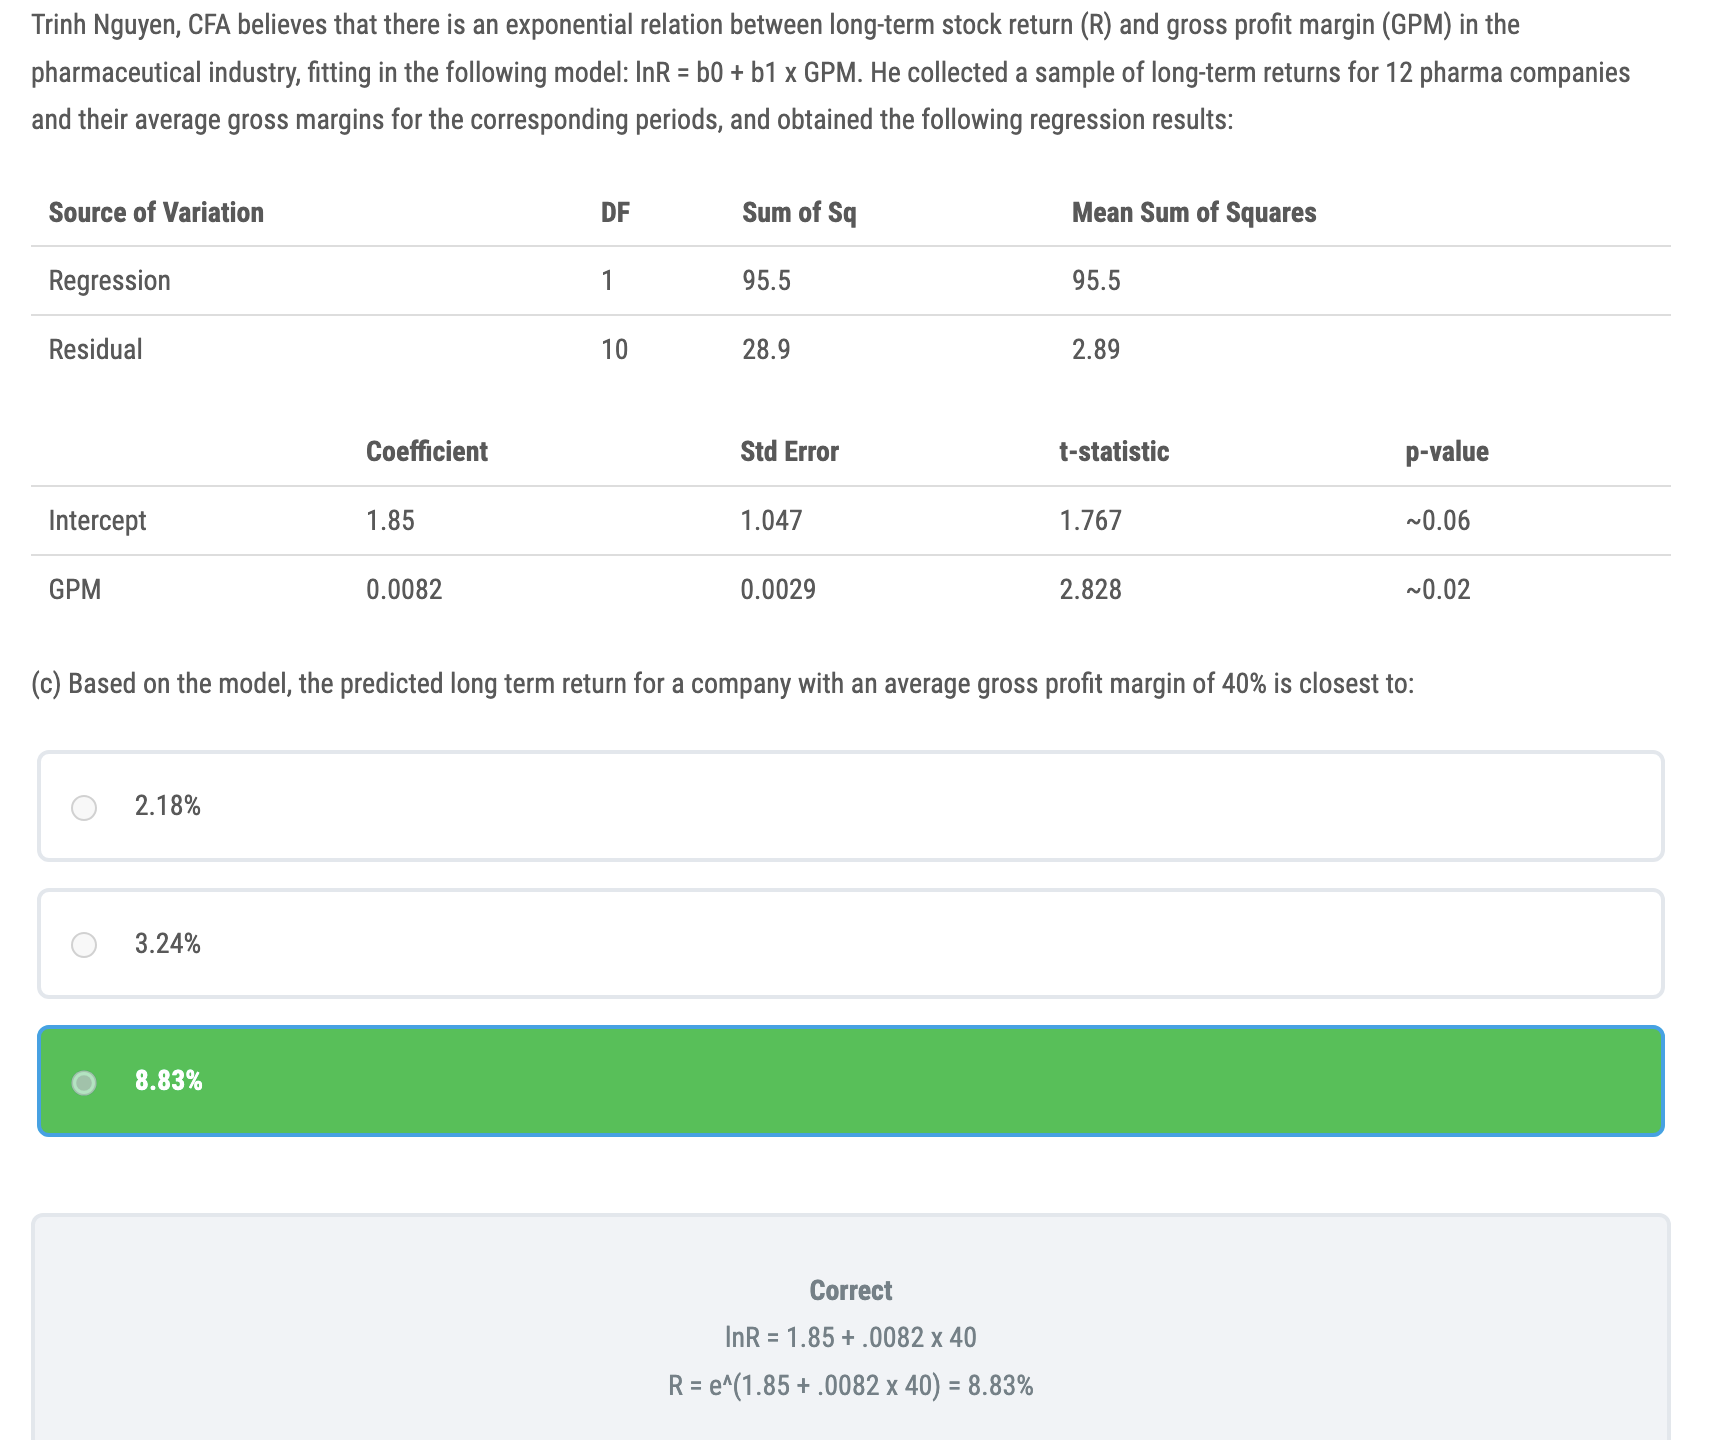 Trinh Nguyen, CFA believes that there is an exponential relation between long-term stock return (R) and gross profit margin (GPM) in the
pharmaceutical industry, fitting in the following model: lnR = b0 + b1 x GPM. He collected a sample of long-term returns for 12 pharma companies
and their average gross margins for the corresponding periods, and obtained the following regression results:
Source of Variation DF Sum of Sq Mean Sum of Squares
Regression 1 95.5 95.5
Residual 10 28.9 2.89
Coefficient Std Error t-statistic p-value
Intercept 1.85 1.047 1.767 ~0.06
GPM 0.0082 0.0029 2.828 ~0.02
(c) Based on the model, the predicted long term return for a company with an average gross profit margin of 40% is closest to:
2.18%
3.24%
8.83%
Correct
lnR = 1.85 + .0082 x 40
R = e^(1.85 + .0082 x 40) = 8.83%